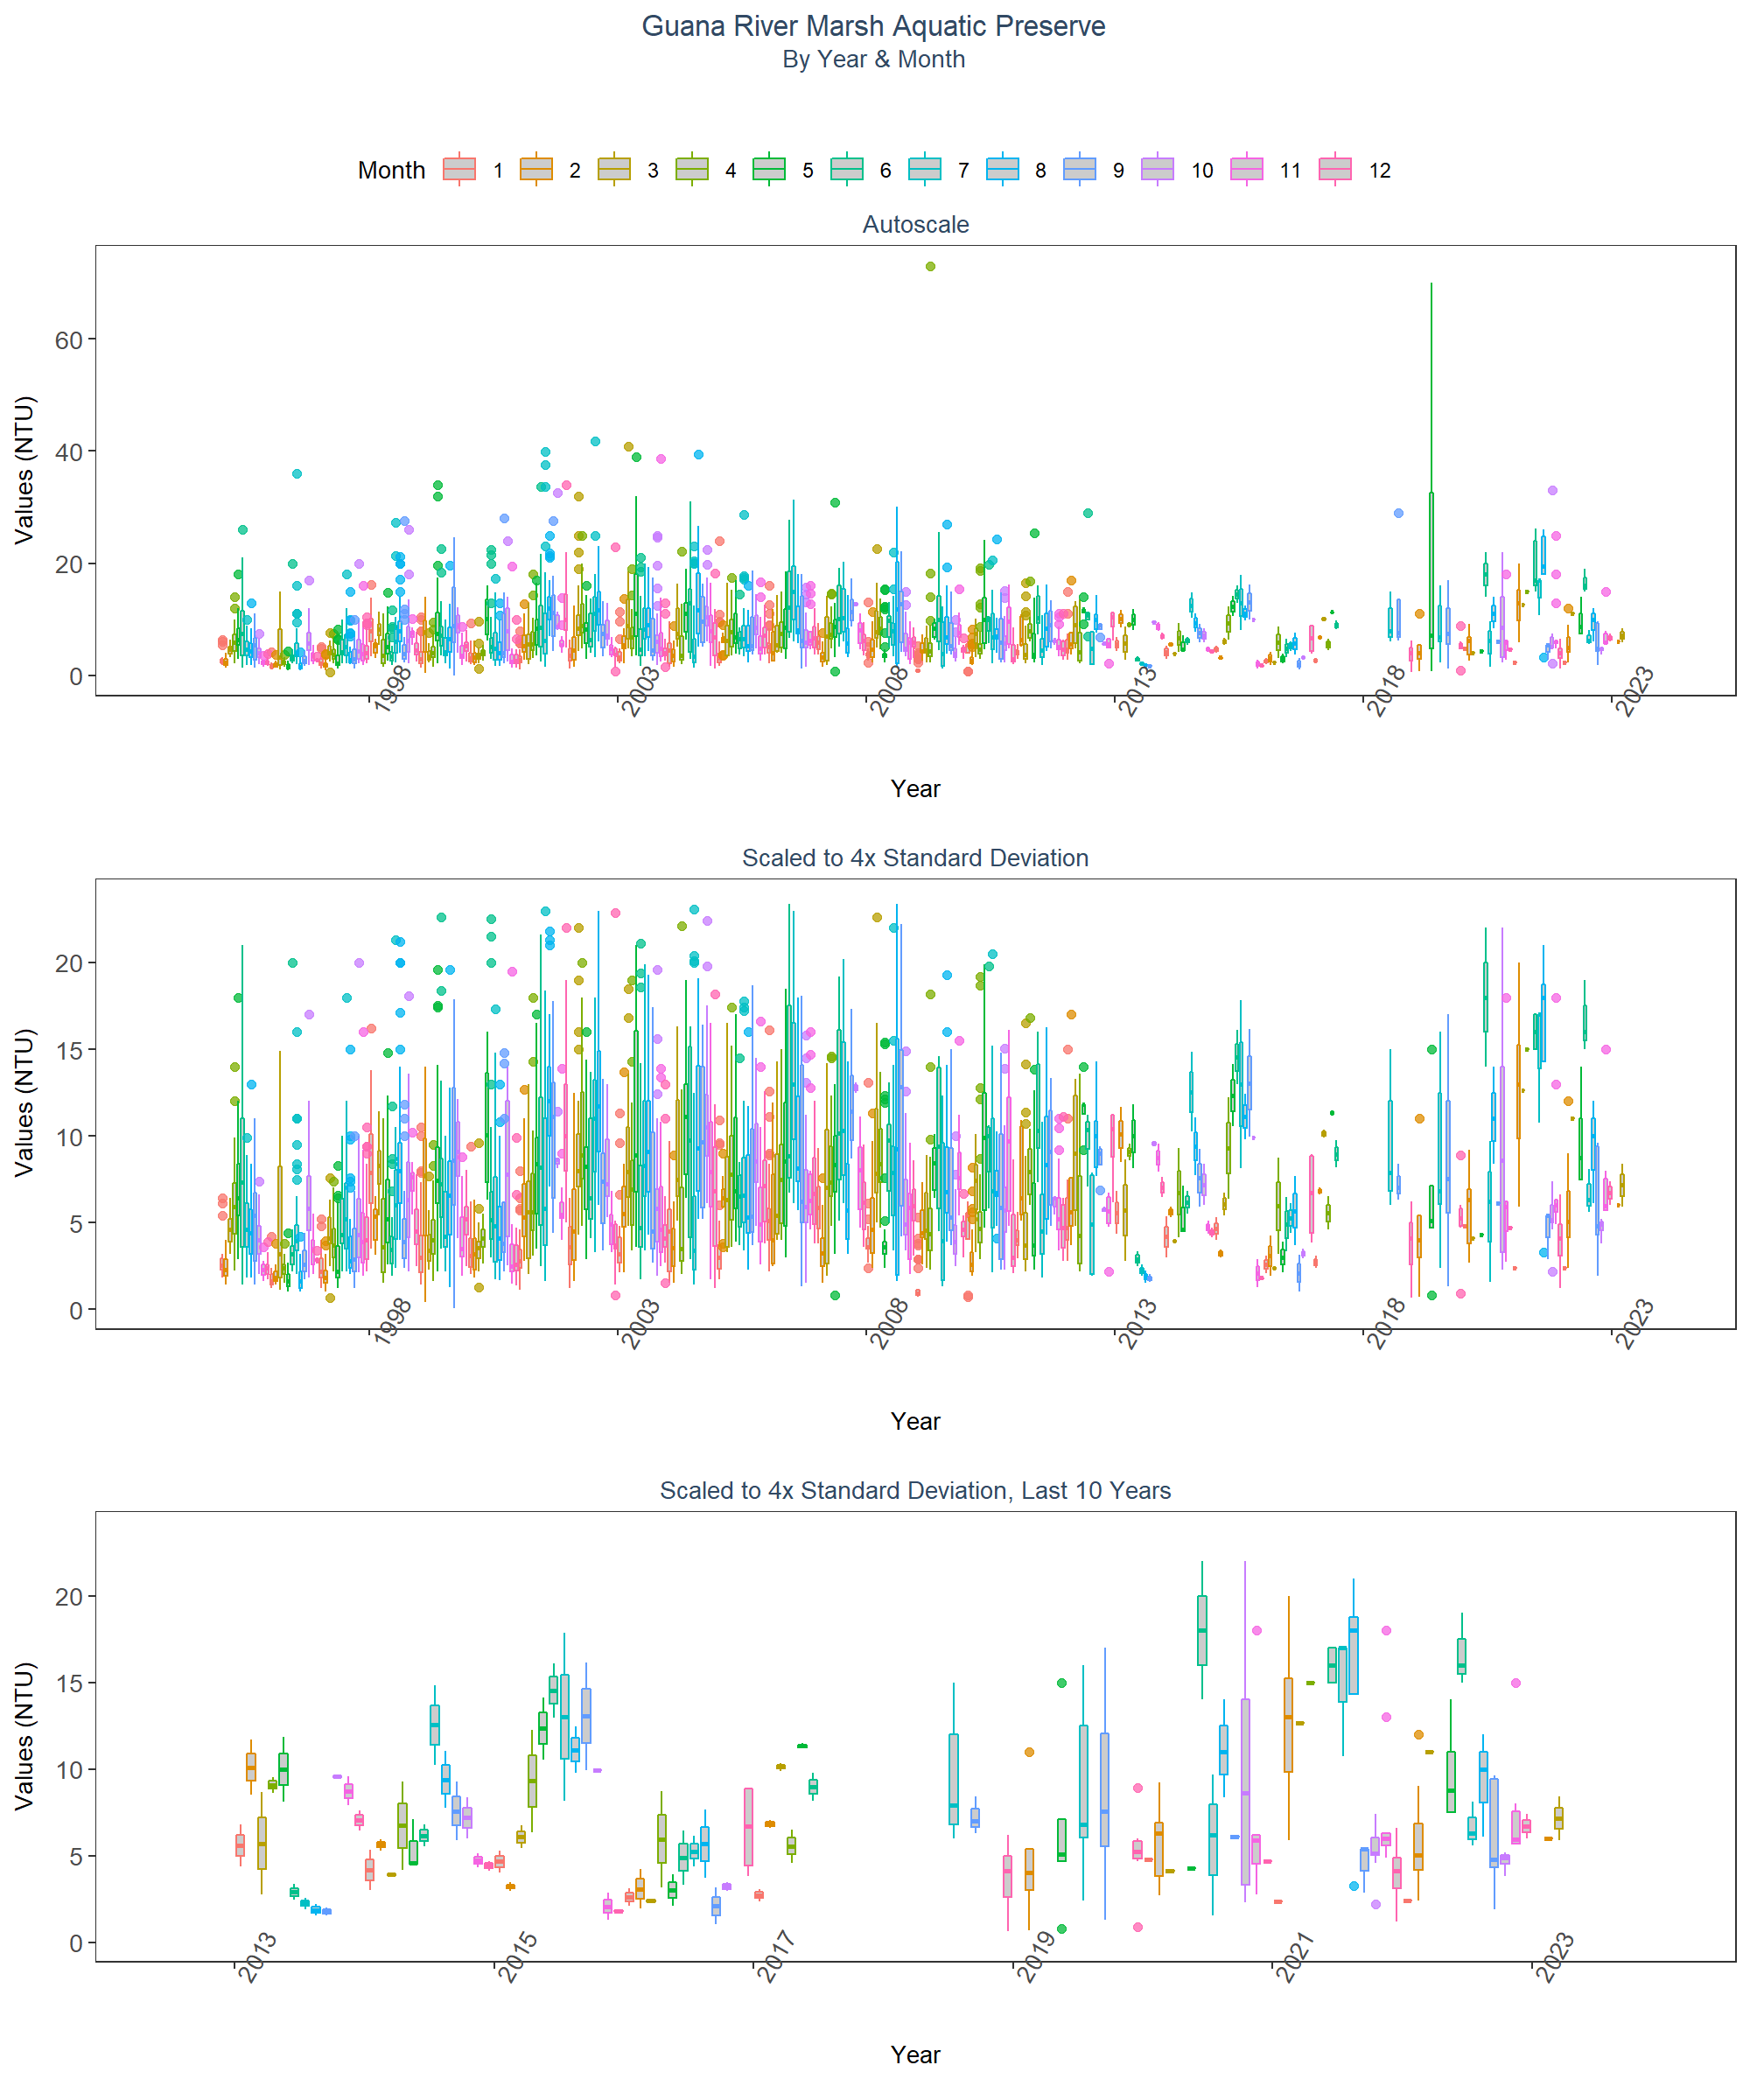 Guana River Marsh Aquatic Preserve
By Year & Month
Month 1 2 3 4 5 6 7 8 9 10 11 12
Autoscale
Values (NTU)
60
40
20
0
1998 2003 2008 2013 2018 2023
Year
Scaled to 4x Standard Deviation
Values (NTU)
20
15
10
5
0
1998 2003 2008 2013 2018 2023
Year
Scaled to 4x Standard Deviation, Last 10 Years
Values (NTU)
20
15
10
5
0
2013 2015 2017 2019 2021 2023
Year